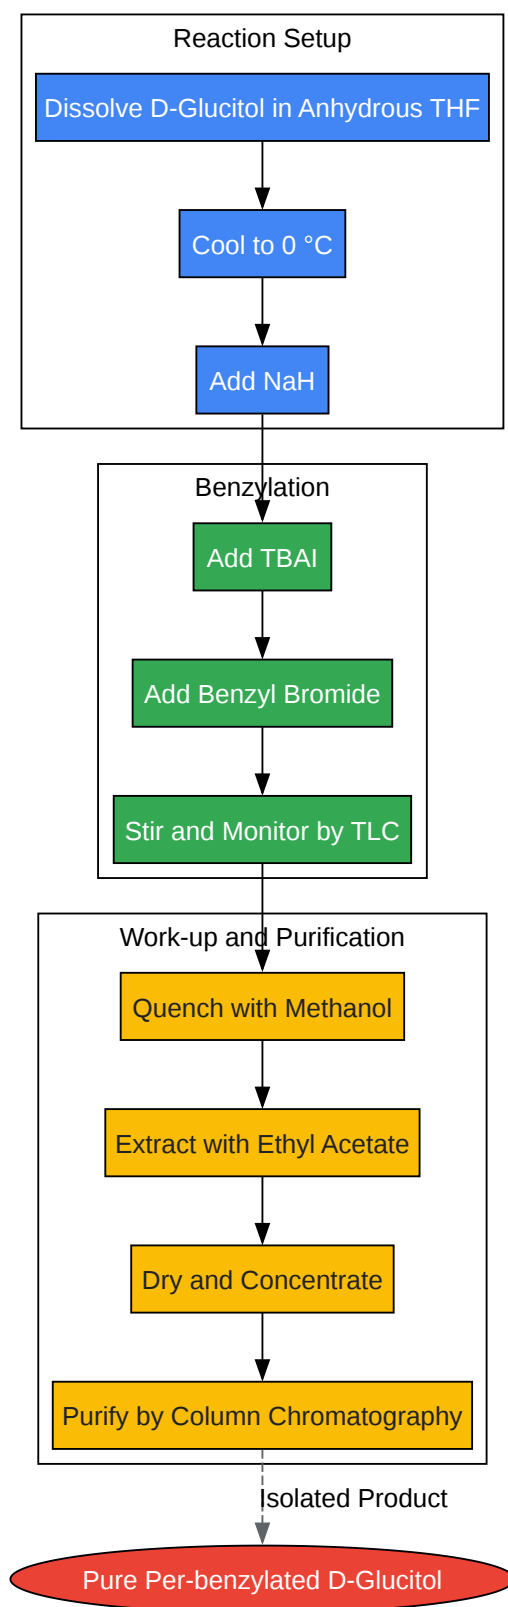 Reaction Setup
Dissolve D-Glucitol in Anhydrous THF
Cool to 0 °C
Add NaH
Benzylation
Add TBAI
Add Benzyl Bromide
Stir and Monitor by TLC
Work-up and Purification
Quench with Methanol
Extract with Ethyl Acetate
Dry and Concentrate
Purify by Column Chromatography
Isolated Product
Pure Per-benzylated D-Glucitol